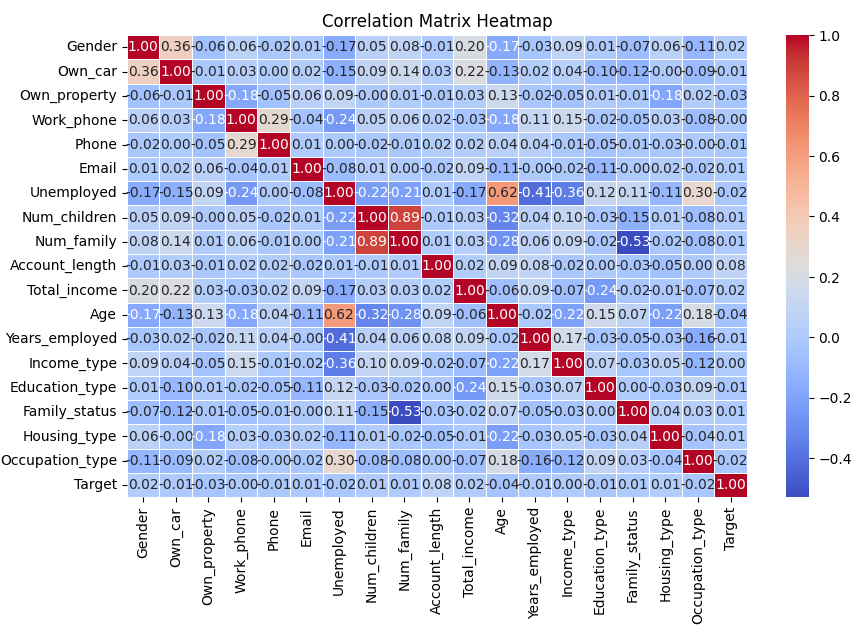 Correlation Matrix Heatmap
Gender 1.00 0.36 -0.06 0.06 -0.02 0.01 -0.17 0.05 0.08 -0.01 0.20 -0.17 -0.03 0.09 0.01 -0.07 0.06 -0.11 0.02
Own_car 0.36 1.00 -0.01 0.03 0.00 0.02 -0.15 0.09 0.14 0.03 0.22 -0.13 0.02 0.04 -0.10 -0.12 -0.00 -0.09 -0.01
Own_property -0.06 -0.01 1.00 -0.18 -0.05 0.06 0.09 -0.00 0.01 -0.01 0.03 0.13 -0.02 -0.05 0.01 -0.01 -0.18 0.02 -0.03
Work_phone 0.06 0.03 -0.18 1.00 0.29 -0.04 -0.24 0.05 0.06 0.02 -0.03 -0.18 0.11 0.15 -0.02 -0.05 0.03 -0.08 -0.00
Phone -0.02 0.00 -0.05 0.29 1.00 0.01 0.00 -0.02 -0.01 0.02 0.02 0.04 0.04 -0.01 -0.05 -0.01 -0.03 -0.00 0.01
Email 0.01 0.02 0.06 -0.04 0.01 1.00 -0.08 0.01 0.00 -0.02 0.09 -0.11 -0.00 -0.02 -0.11 -0.00 0.02 -0.02 0.01
Unemployed -0.17 -0.15 0.09 -0.24 0.00 -0.08 1.00 -0.22 -0.21 0.01 -0.17 0.62 -0.41 -0.36 0.12 0.11 -0.11 0.30 -0.02
Num_children 0.05 0.09 -0.00 0.05 -0.02 0.01 -0.22 1.00 0.89 -0.01 0.03 -0.32 0.04 0.10 -0.03 -0.15 0.01 -0.08 0.01
Num_family 0.08 0.14 0.01 0.06 -0.01 0.00 -0.21 0.89 1.00 0.01 0.03 -0.28 0.06 0.09 -0.02 -0.53 -0.02 -0.08 0.01
Account_length -0.01 0.03 -0.01 0.02 0.02 -0.02 0.01 -0.01 0.01 1.00 0.02 0.09 0.08 -0.02 0.00 -0.03 -0.05 0.00 0.08
Total_income 0.20 0.22 0.03 -0.03 0.02 0.09 -0.17 0.03 0.03 0.02 1.00 -0.06 0.09 -0.07 -0.24 -0.02 -0.01 -0.07 0.02
Age -0.17 -0.13 0.13 -0.18 0.04 -0.11 0.62 -0.32 -0.28 0.09 -0.06 1.00 -0.02 -0.22 0.15 0.07 -0.22 0.18 -0.04
Years_employed -0.03 0.02 -0.02 0.11 0.04 -0.00 -0.41 0.04 0.06 0.08 0.09 -0.02 1.00 0.17 -0.03 -0.05 -0.03 -0.16 -0.01
Income_type 0.09 0.04 -0.05 0.15 -0.01 -0.02 -0.36 0.10 0.09 -0.02 -0.07 -0.22 0.17 1.00 0.07 -0.03 0.05 -0.12 0.00
Education_type 0.01 -0.10 0.01 -0.02 -0.05 -0.11 0.12 -0.03 -0.02 0.00 -0.24 0.15 -0.03 0.07 1.00 0.00 -0.03 0.09 -0.01
Family_status -0.07 -0.12 -0.01 -0.05 -0.01 -0.00 0.11 -0.15 -0.53 -0.03 -0.02 0.07 -0.05 -0.03 0.00 1.00 0.04 0.03 0.01
Housing_type 0.06 -0.00 -0.18 0.03 -0.03 0.02 -0.11 0.01 -0.02 -0.05 -0.01 -0.22 -0.03 0.05 -0.03 0.04 1.00 -0.04 0.01
Occupation_type -0.11 -0.09 0.02 -0.08 -0.00 -0.02 0.30 -0.08 -0.08 0.00 -0.07 0.18 -0.16 -0.12 0.09 0.03 -0.04 1.00 -0.02
Target 0.02 -0.01 -0.03 -0.00 0.01 0.01 -0.02 0.01 0.01 0.08 0.02 -0.04 -0.01 0.00 -0.01 0.01 0.01 -0.02 1.00
Gender
Own_car
Own_property
Work_phone
Phone
Email
Unemployed
Num_children
Num_family
Account_length
Total_income
Age
Years_employed
Income_type
Education_type
Family_status
Housing_type
Occupation_type
Target
1.0
0.8
0.6
0.4
0.2
0.0
−0.2
−0.4